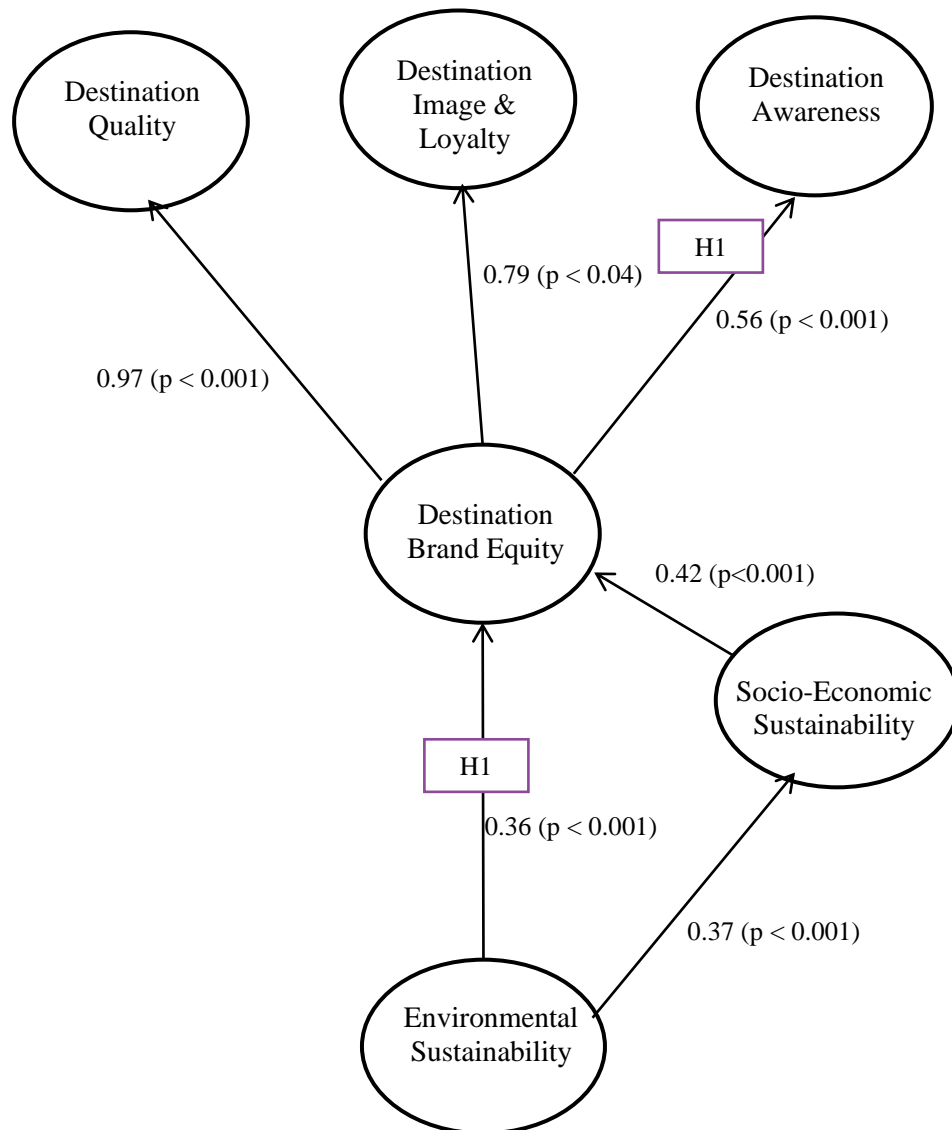 Destination
Quality
Destination
Image &
Loyalty
Destination
Awareness
H1
0.79 (p < 0.04)
0.56 (p < 0.001)
0.97 (p < 0.001)
Destination
Brand Equity
0.42 (p<0.001)
Socio-Economic
Sustainability
H1
0.36 (p < 0.001)
0.37 (p < 0.001)
Environmental
Sustainability